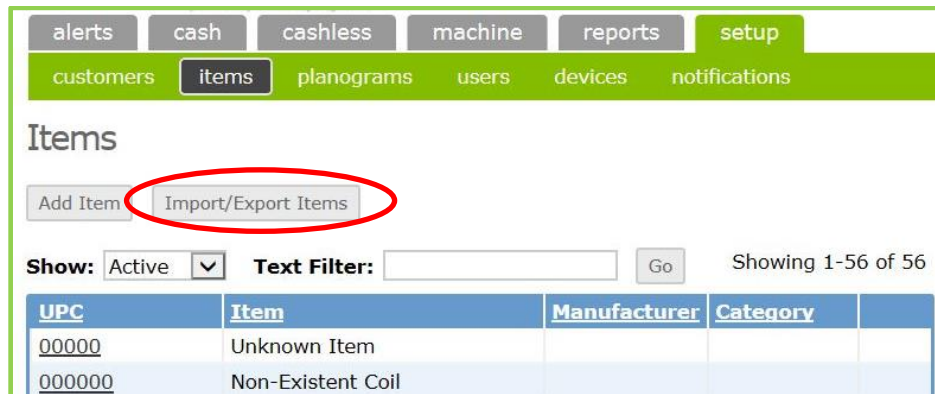 alerts cash cashless machine reports setup
customers items planograms users devices notifications
Items
Add Item Import/Export Items
Show: Active Text Filter: Go Showing 1-56 of 56
UPC Item Manufacturer Category
00000 Unknown Item
000000 Non-Existent Coil